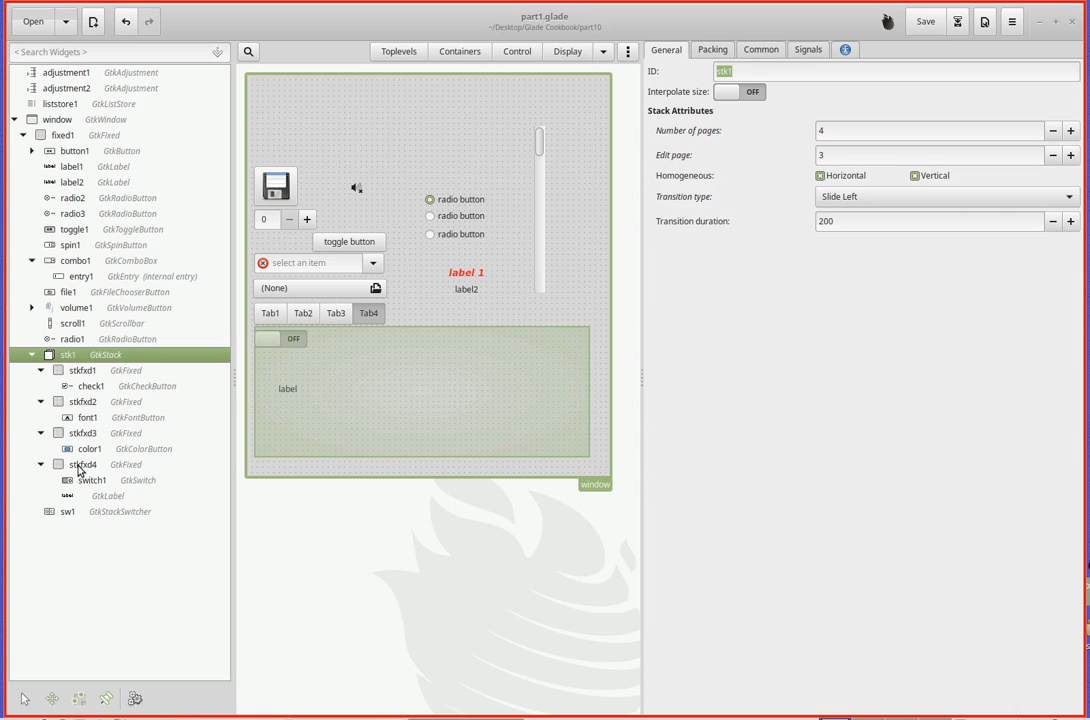 part1.glade
~/Desktop/Glade Cookbook/part10
Open
Save
< Search Widgets >
adjustment1 GtkAdjustment
adjustment2 GtkAdjustment
liststore1 GtkListStore
window GtkWindow
fixed1 GtkFixed
button1 GtkButton
label1 GtkLabel
label2 GtkLabel
radio2 GtkRadioButton
radio3 GtkRadioButton
toggle1 GtkToggleButton
spin1 GtkSpinButton
combo1 GtkComboBox
entry1 GtkEntry (internal entry)
file1 GtkFileChooserButton
volume1 GtkVolumeButton
scroll1 GtkScrollbar
radio1 GtkRadioButton
stk1 GtkStack
stkfxd1 GtkFixed
check1 GtkCheckButton
stkfxd2 GtkFixed
font1 GtkFontButton
stkfxd3 GtkFixed
color1 GtkColorButton
stkfxd4 GtkFixed
switch1 GtkSwitch
GtkLabel
sw1 GtkStackSwitcher
Toplevels Containers Control Display
radio button
0
radio button
radio button
toggle button
select an item
label 1
(None)
label2
Tab1 Tab2 Tab3 Tab4
OFF
label
window
General Packing Common Signals
ID: stk1
Interpolate size: OFF
Stack Attributes
Number of pages: 4
Edit page: 3
Homogeneous: Horizontal Vertical
Transition type: Slide Left
Transition duration: 200